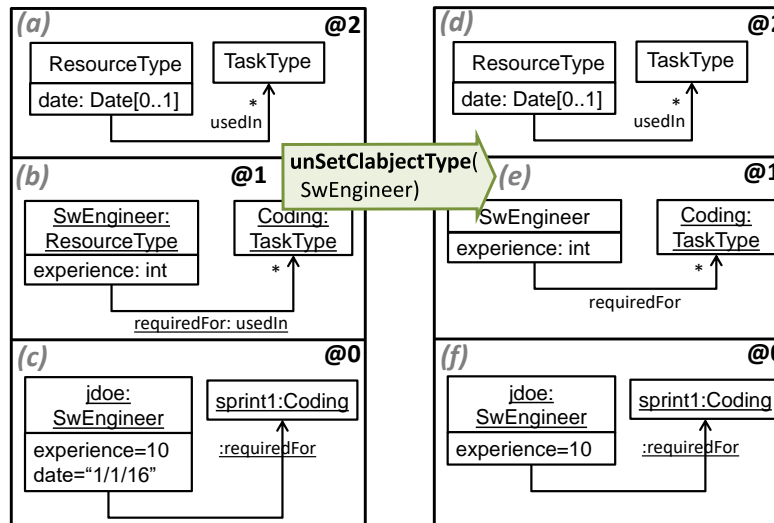 (a)
@2
ResourceType
TaskType
date: Date[0..1]
*
usedIn
(b)
@1
SwEngineer:
ResourceType
Coding:
TaskType
experience: int
*
requiredFor: usedIn
(c)
@0
jdoe:
SwEngineer
sprint1:Coding
experience=10
date=“1/1/16”
:requiredFor
unSetClabjectType(
SwEngineer)
(d)
@2
ResourceType
TaskType
date: Date[0..1]
*
usedIn
(e)
@1
SwEngineer
Coding:
TaskType
experience: int
*
requiredFor
(f)
@0
jdoe:
SwEngineer
sprint1:Coding
experience=10
:requiredFor